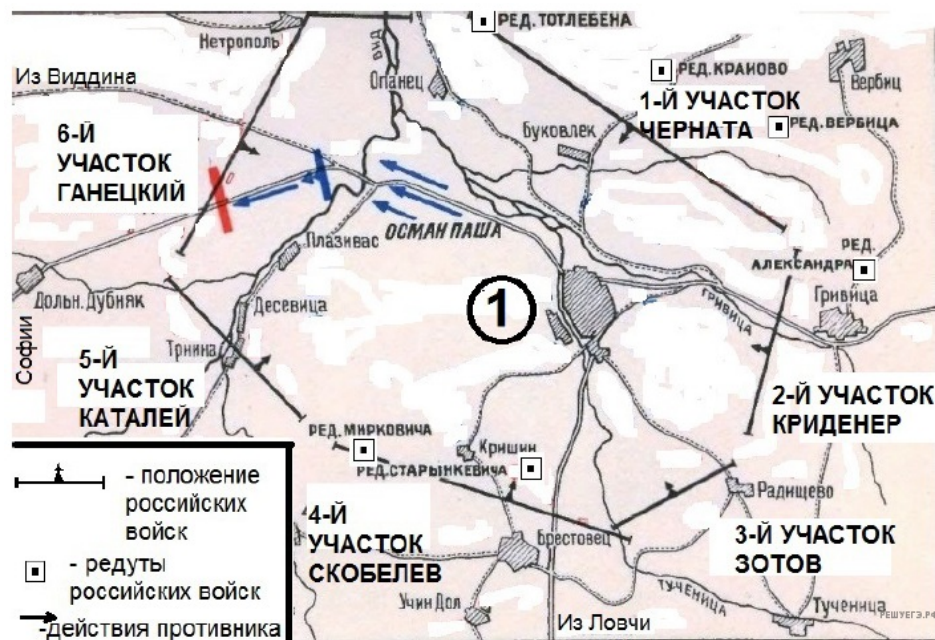 РЕД. ТОТЛЕБЕНА
Нетрополь
ВИД
Из Виддина
Опанец
РЕД. КРАЙОВО
Вербиц
1-Й УЧАСТОК
ЧЕРНАТА
РЕД. ВЕРБИЦА
Буковлек
6-Й
УЧАСТОК
ГАНЕЦКИЙ
ОСМАН ПАША
Плазивас
РЕД.
АЛЕКСАНДРА
Дольн. Дубняк
Десевица
1
ГРИВИЦА
Гривица
Софии
Трнина
5-Й
УЧАСТОК
КАТАЛЕЙ
2-Й УЧАСТОК
КРИДЕНЕР
РЕД. МИРКОВИЧА
Кришин
РЕД. СТАРЫНКЕВИЧА
Радищево
- положение
российских
войск
4-Й
УЧАСТОК
СКОБЕЛЕВ
Брестовец
3-Й УЧАСТОК
ЗОТОВ
- редуты
российских войск
Учин Дол
ТУЧЕНИЦА
Тученица
-действия противника
Из Ловчи
РЕШУЕГЭ.РФ